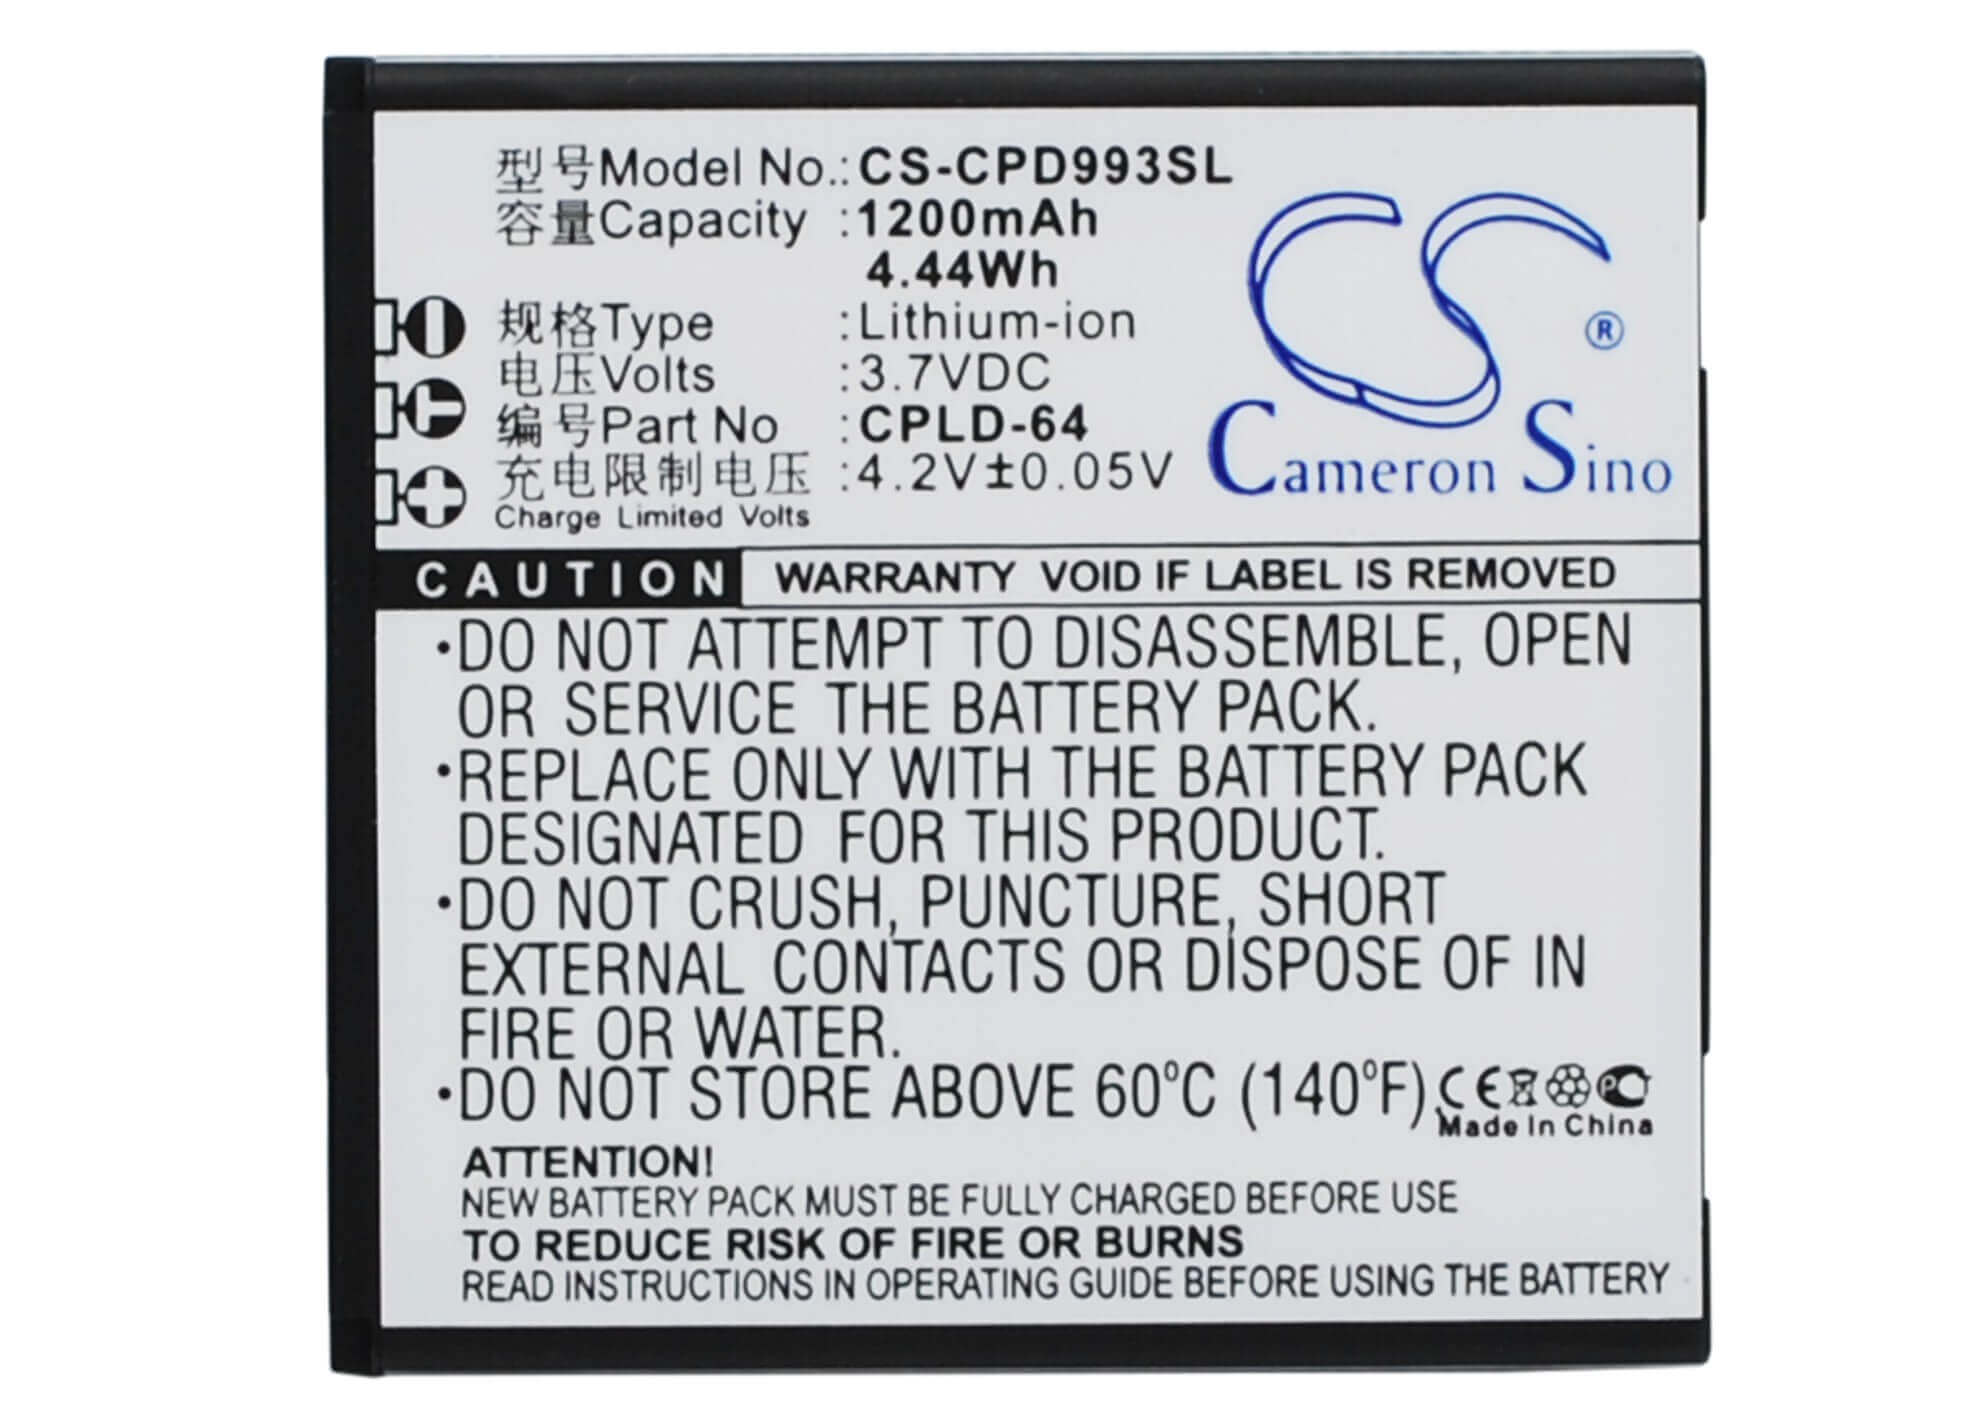 型号Model No.: CS-CPD993SL
容量Capacity :1200mAh
4.44Wh
规格Type :Lithium-ion
电压Volts :3.7VDC
编号Part No :CPLD-64
充电限制电压 :4.2V±0.05V
Charge Limited Volts
CS ®
Cameron Sino
CAUTION WARRANTY VOID IF LABEL IS REMOVED
•DO NOT ATTEMPT TO DISASSEMBLE, OPEN
OR SERVICE THE BATTERY PACK.
•REPLACE ONLY WITH THE BATTERY PACK
DESIGNATED FOR THIS PRODUCT.
•DO NOT CRUSH, PUNCTURE, SHORT
EXTERNAL CONTACTS OR DISPOSE OF IN
FIRE OR WATER.
•DO NOT STORE ABOVE 60°C (140°F). CE PC
Made In China
ATTENTION!
NEW BATTERY PACK MUST BE FULLY CHARGED BEFORE USE
TO REDUCE RISK OF FIRE OR BURNS
READ INSTRUCTIONS IN OPERATING GUIDE BEFORE USING THE BATTERY